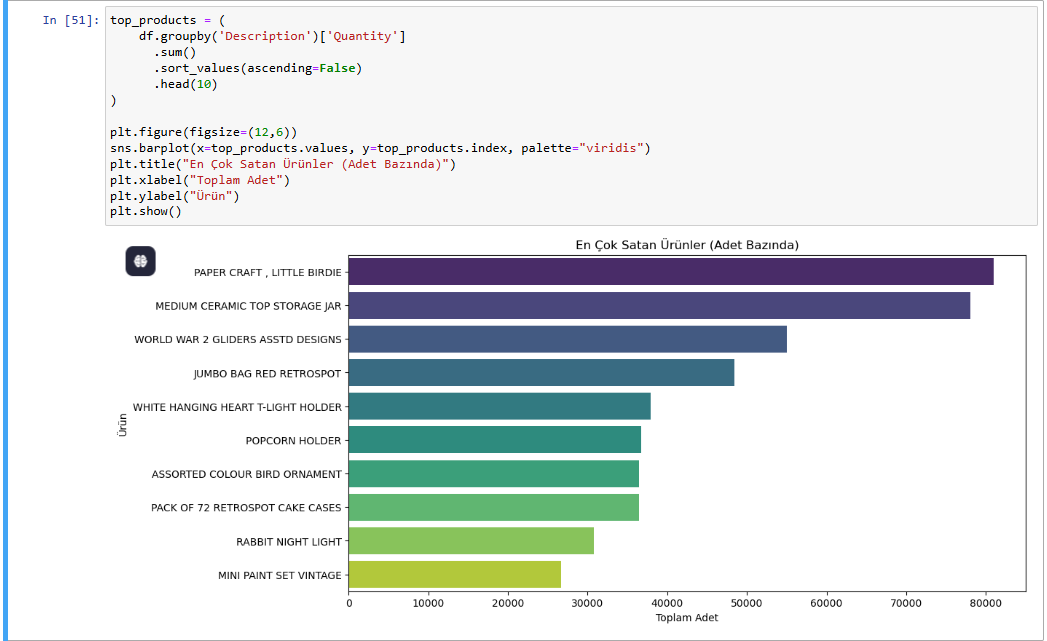 In [51]:
top_products = (
    df.groupby('Description')['Quantity']
      .sum()
      .sort_values(ascending=False)
      .head(10)
)

plt.figure(figsize=(12,6))
sns.barplot(x=top_products.values, y=top_products.index, palette="viridis")
plt.title("En Çok Satan Ürünler (Adet Bazında)")
plt.xlabel("Toplam Adet")
plt.ylabel("Ürün")
plt.show()
En Çok Satan Ürünler (Adet Bazında)
PAPER CRAFT , LITTLE BIRDIE
MEDIUM CERAMIC TOP STORAGE JAR
WORLD WAR 2 GLIDERS ASSTD DESIGNS
JUMBO BAG RED RETROSPOT
WHITE HANGING HEART T-LIGHT HOLDER
Ürün
POPCORN HOLDER
ASSORTED COLOUR BIRD ORNAMENT
PACK OF 72 RETROSPOT CAKE CASES
RABBIT NIGHT LIGHT
MINI PAINT SET VINTAGE
0 10000 20000 30000 40000 50000 60000 70000 80000
Toplam Adet